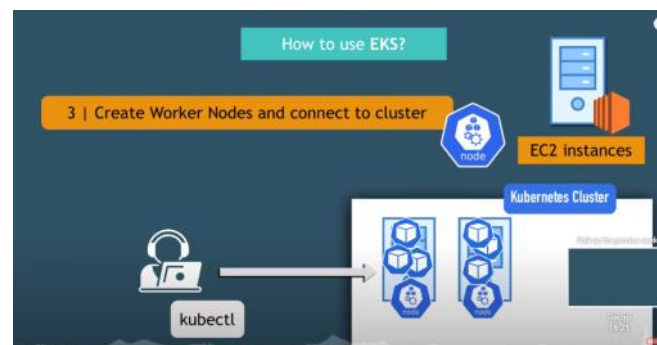 How to use EKS?
3 | Create Worker Nodes and connect to cluster
node
EC2 instances
Kubernetes Cluster
node
node
kubectl